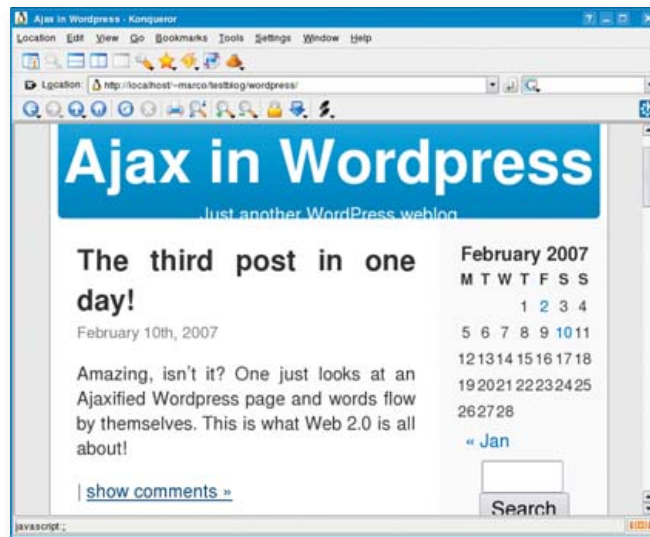 Ajax in Wordpress - Konqueror
Location Edit View Go Bookmarks Tools Settings Window Help
Location: http://localhost/~marco/testblog/wordpress/
Ajax in Wordpress
Just another WordPress weblog
The third post in one
day!
February 10th, 2007
Amazing, isn't it? One just looks at an
Ajaxified Wordpress page and words flow
by themselves. This is what Web 2.0 is all
about!
| show comments »
February 2007
M T W T F S S
1 2 3 4
5 6 7 8 9 10 11
12 13 14 15 16 17 18
19 20 21 22 23 24 25
26 27 28
« Jan
Search
javascript:;